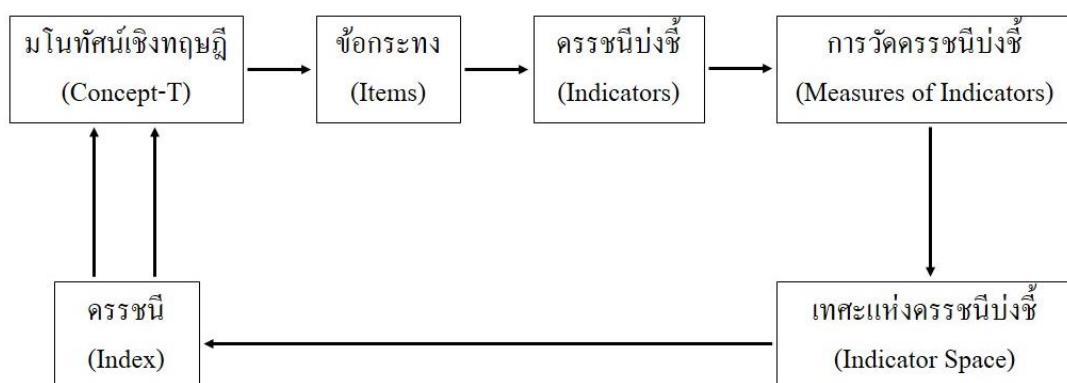 มโนทัศน์เชิงทฤษฎี
(Concept-T)
ข้อกระทง
(Items)
ดรรชนีบ่งชี้
(Indicators)
การวัดดรรชนีบ่งชี้
(Measures of Indicators)
ดรรชนี
(Index)
เทศะแห่งดรรชนีบ่งชี้
(Indicator Space)